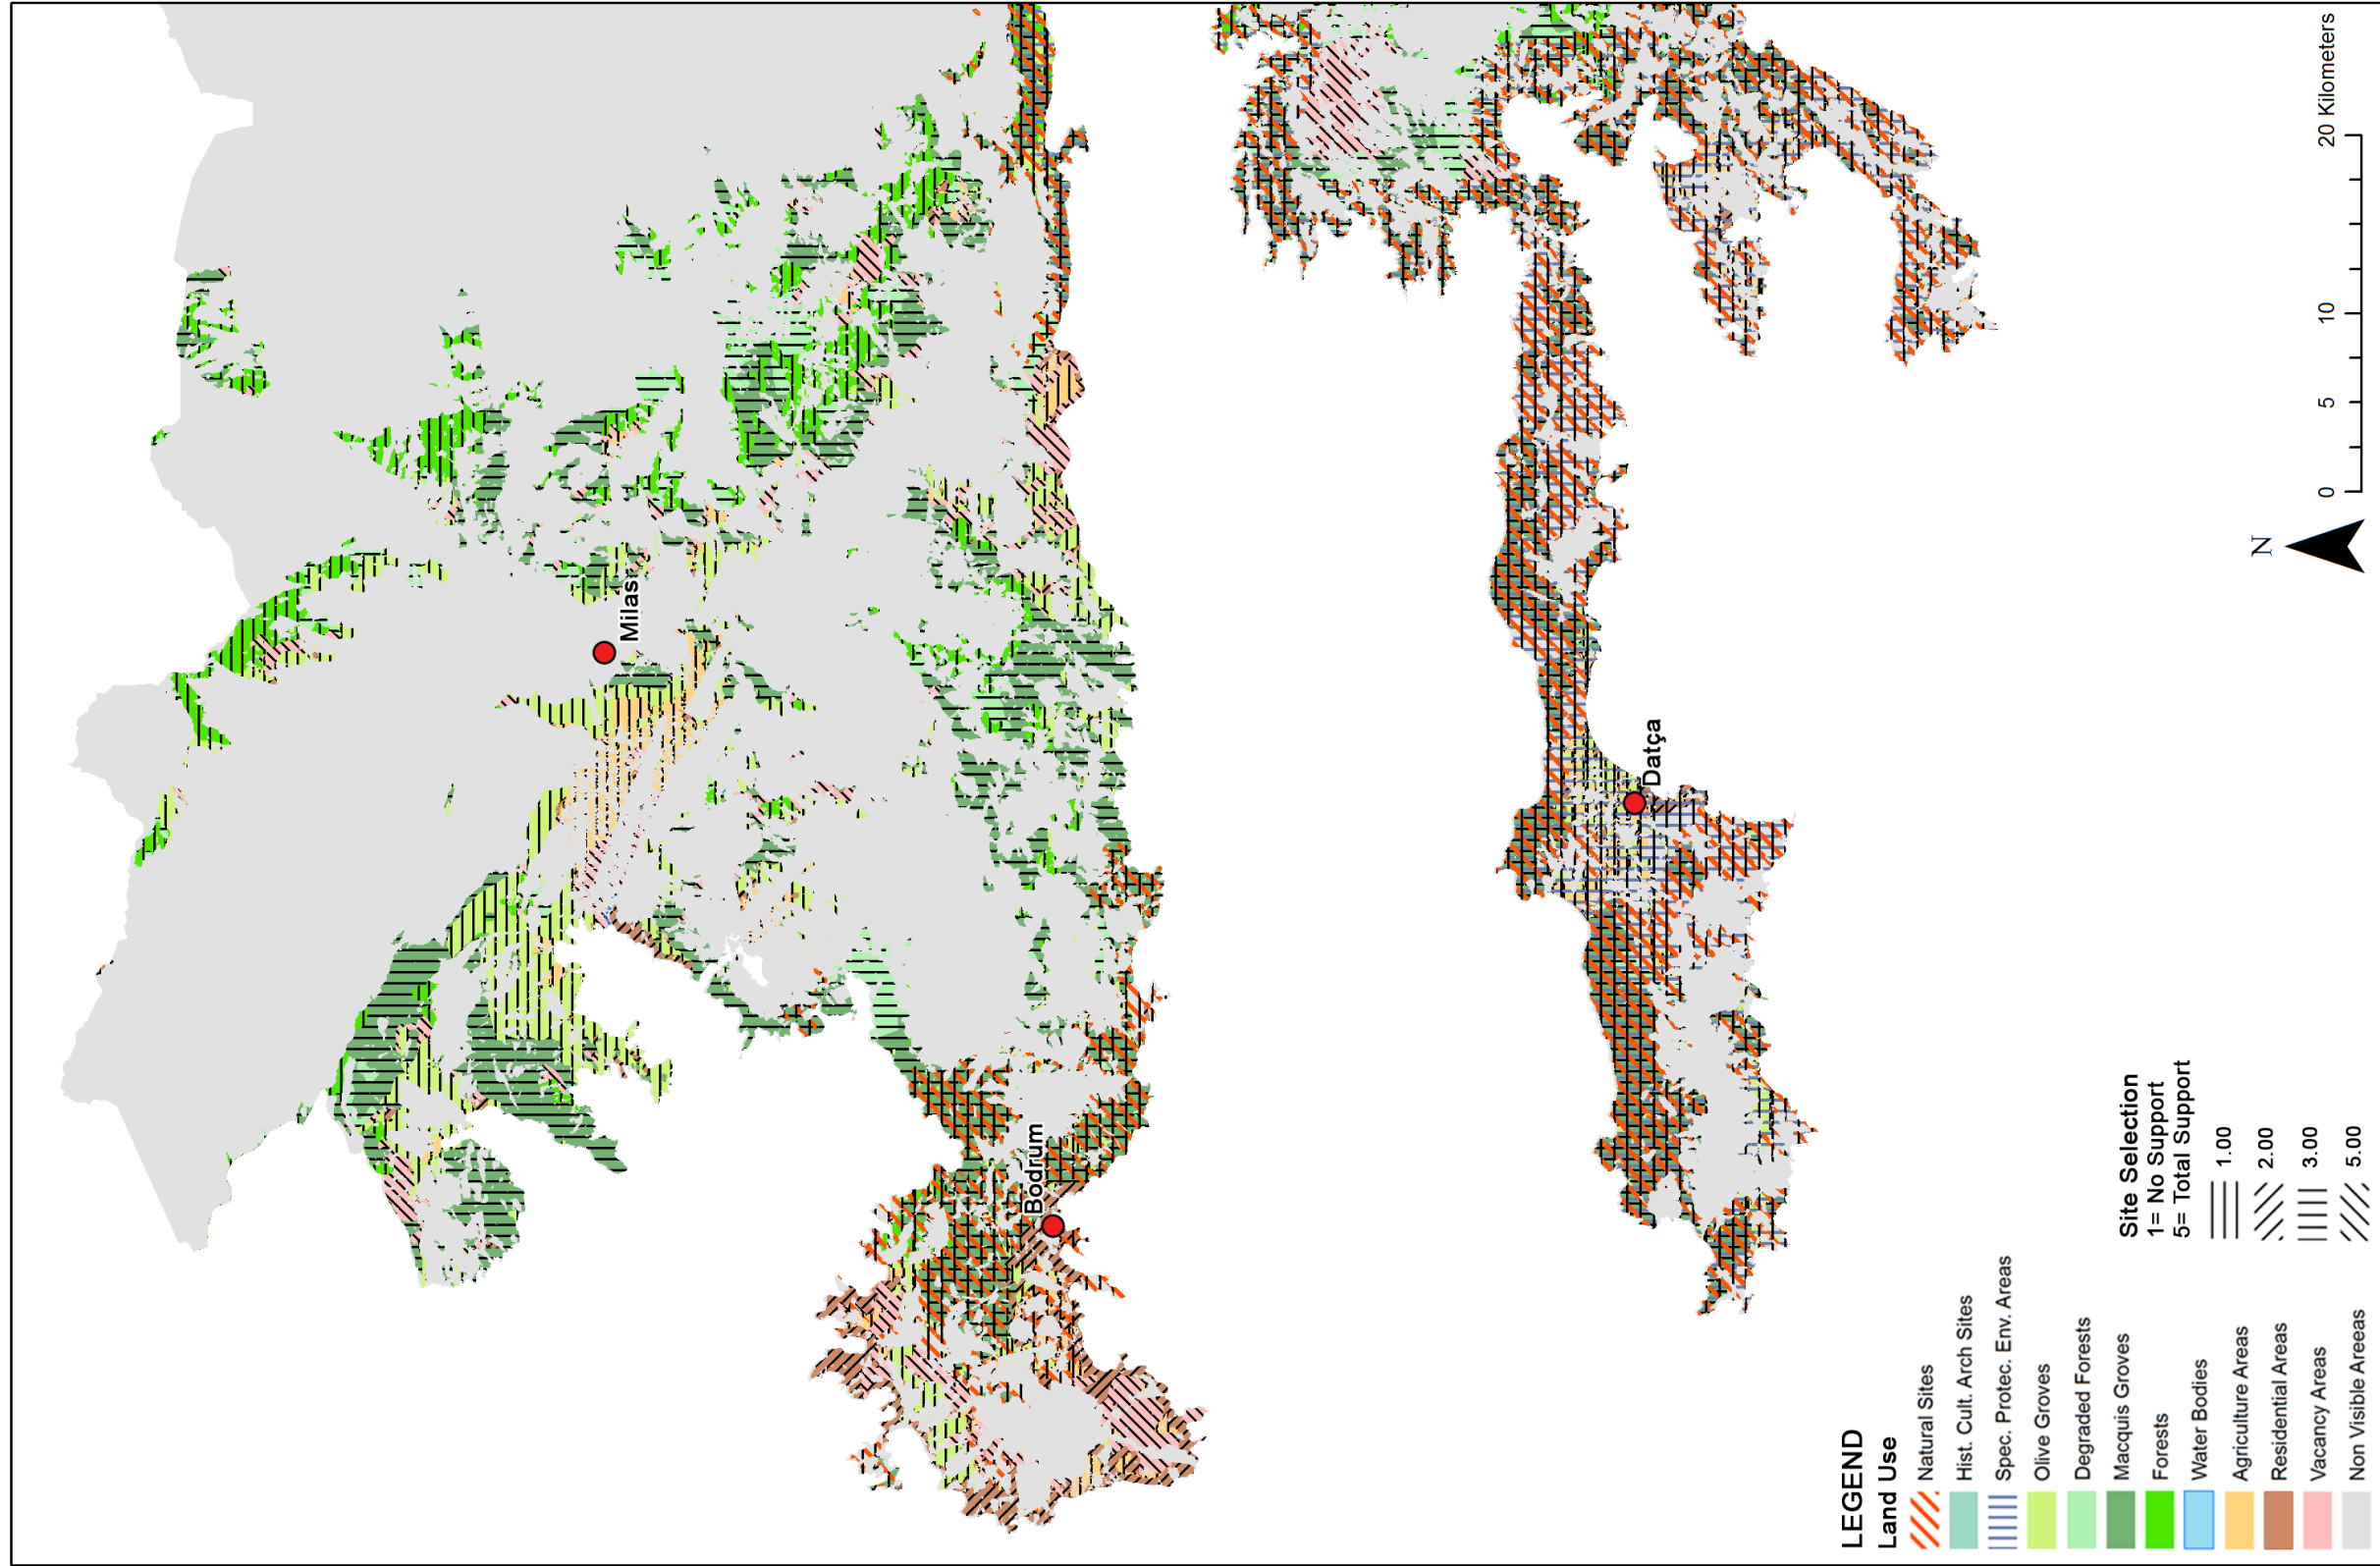 Milas
Bodrum
Datça
LEGEND
Land Use
Natural Sites
Hist. Cult. Arch Sites
Spec. Protec. Env. Areas
Olive Groves
Degraded Forests
Macquis Groves
Forests
Water Bodies
Agriculture Areas
Residential Areas
Vacancy Areas
Non Visible Areeas
Site Selection
1= No Support
5= Total Support
1.00
2.00
3.00
5.00
N
0 5 10 20 Kilometers